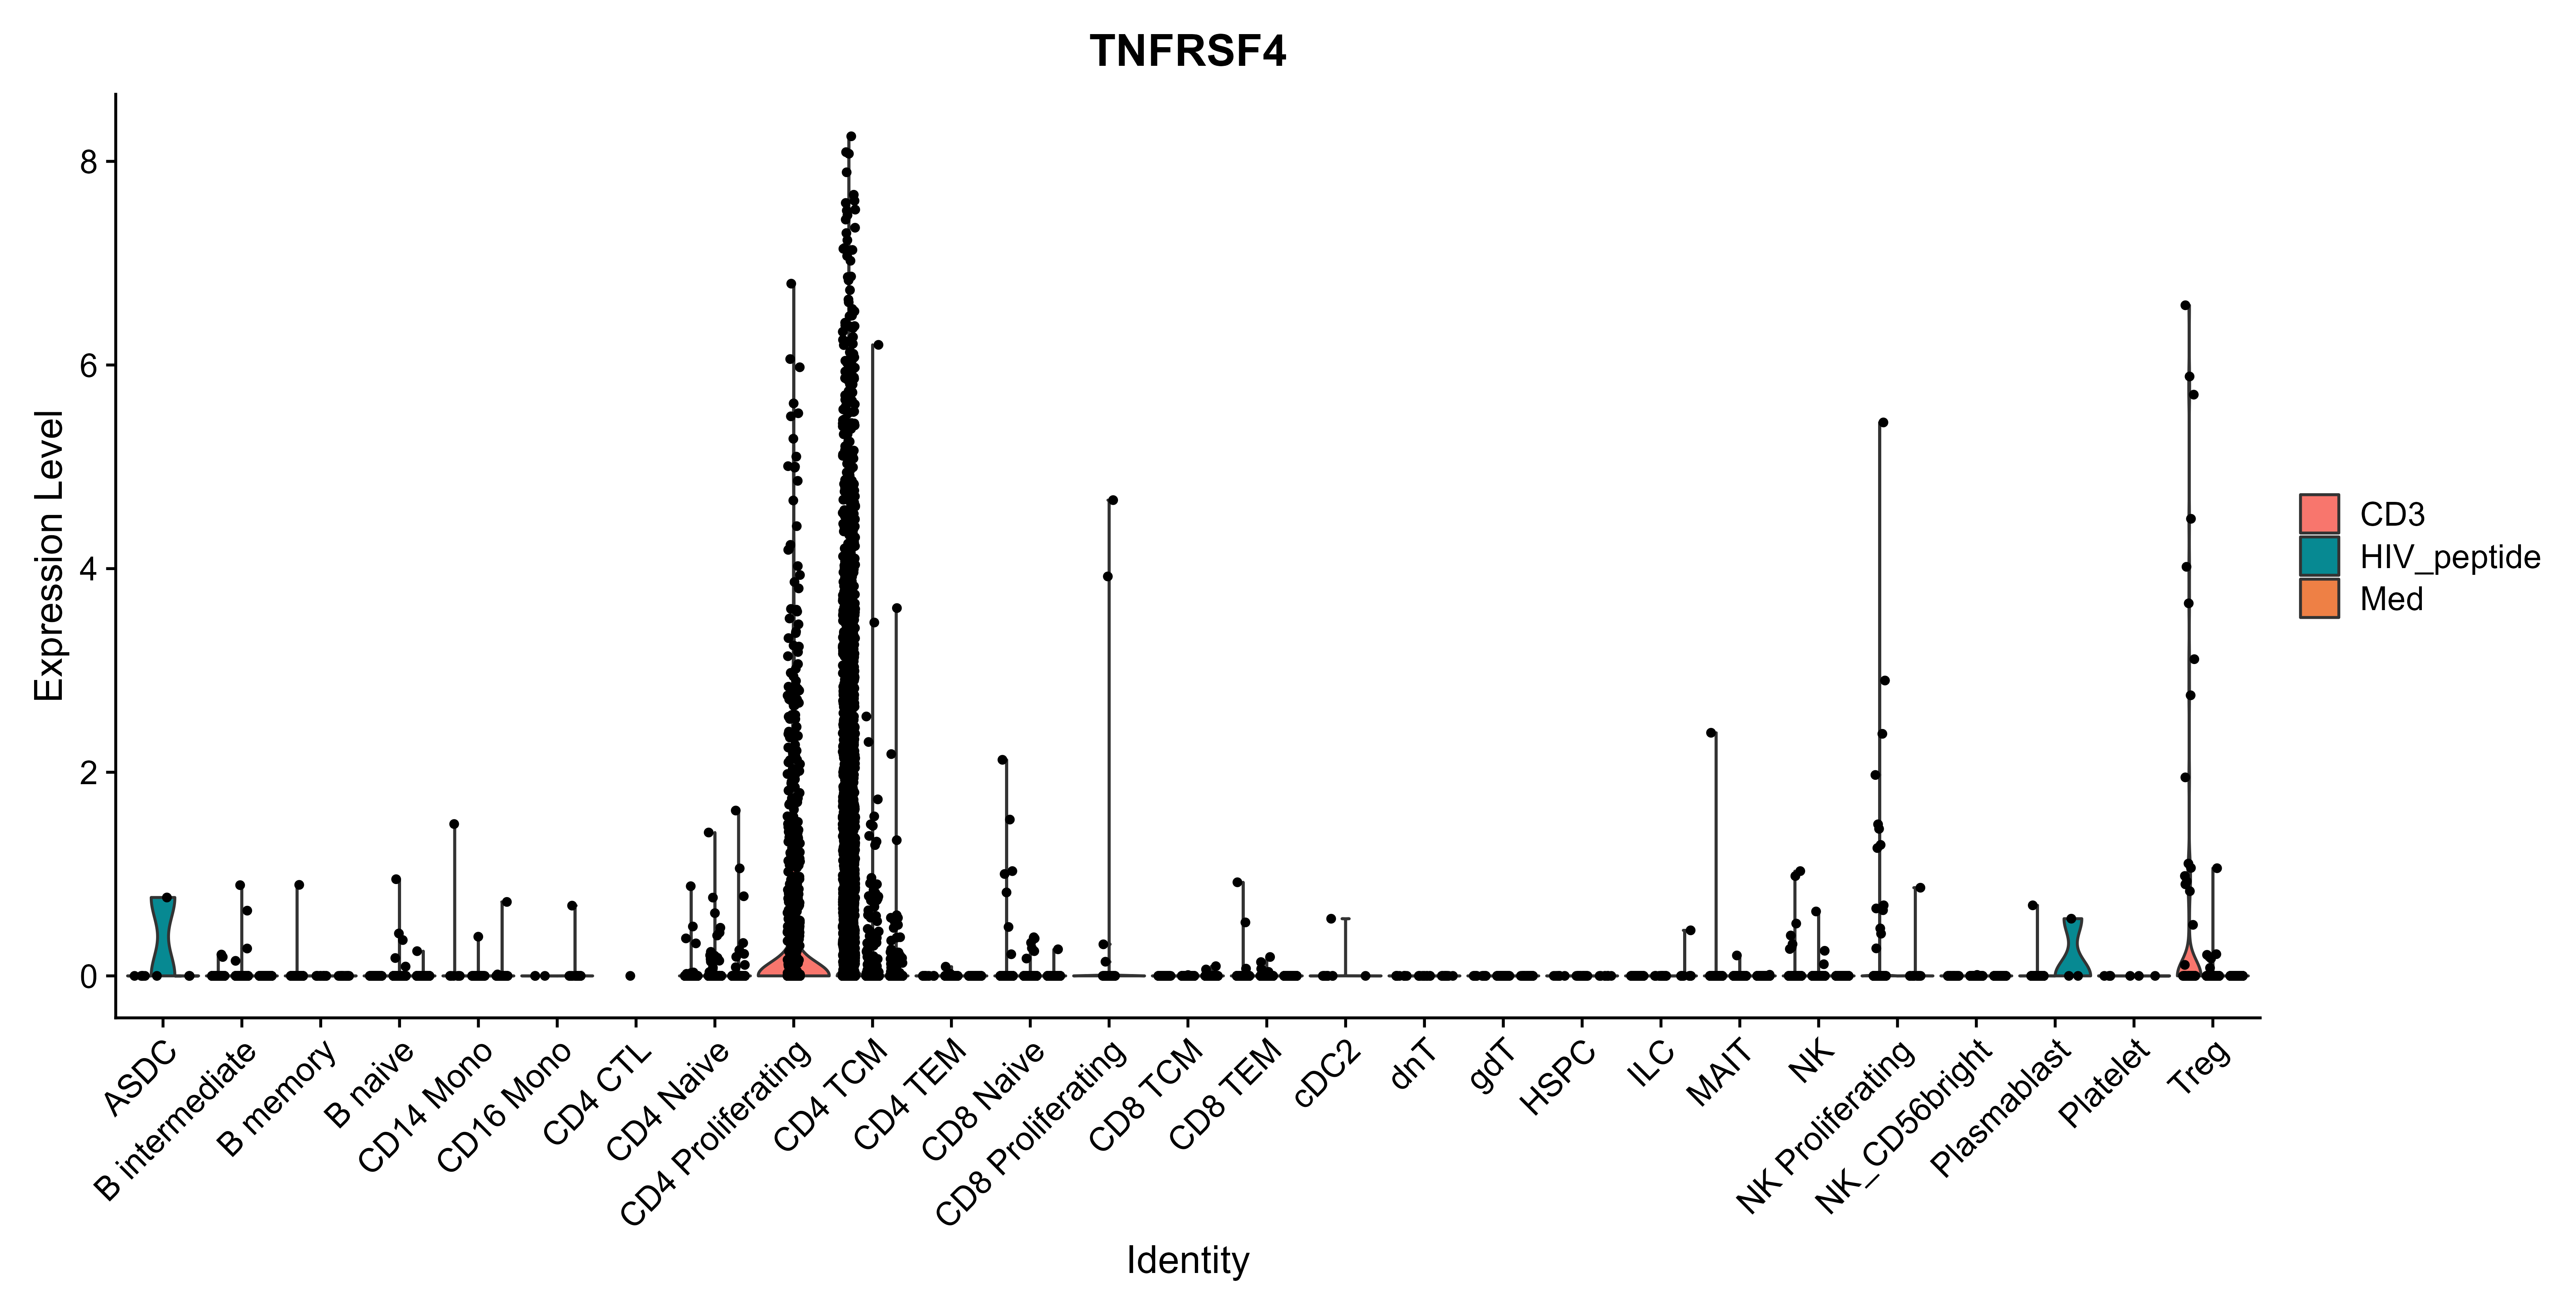 TNFRSF4
Expression Level
8
6
4
2
0
ASDC
B intermediate
B memory
B naive
CD14 Mono
CD16 Mono
CD4 CTL
CD4 Naive
CD4 Proliferating
CD4 TCM
CD4 TEM
CD8 Naive
CD8 Proliferating
CD8 TCM
CD8 TEM
cDC2
dnT
gdT
HSPC
ILC
MAIT
NK
NK Proliferating
NK_CD56bright
Plasmablast
Platelet
Treg
Identity
CD3
HIV_peptide
Med